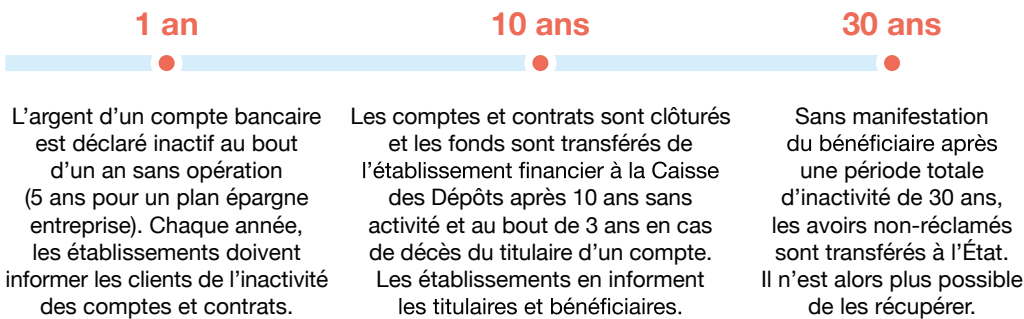 1 an
L’argent d’un compte bancaire
est déclaré inactif au bout
d’un an sans opération
(5 ans pour un plan épargne
entreprise). Chaque année,
les établissements doivent
informer les clients de l’inactivité
des comptes et contrats.
10 ans
Les comptes et contrats sont clôturés
et les fonds sont transférés de
l’établissement financier à la Caisse
des Dépôts après 10 ans sans
activité et au bout de 3 ans en cas
de décès du titulaire d’un compte.
Les établissements en informent
les titulaires et bénéficiaires.
30 ans
Sans manifestation
du bénéficiaire après
une période totale
d’inactivité de 30 ans,
les avoirs non-réclamés
sont transférés à l’État.
Il n’est alors plus possible
de les récupérer.